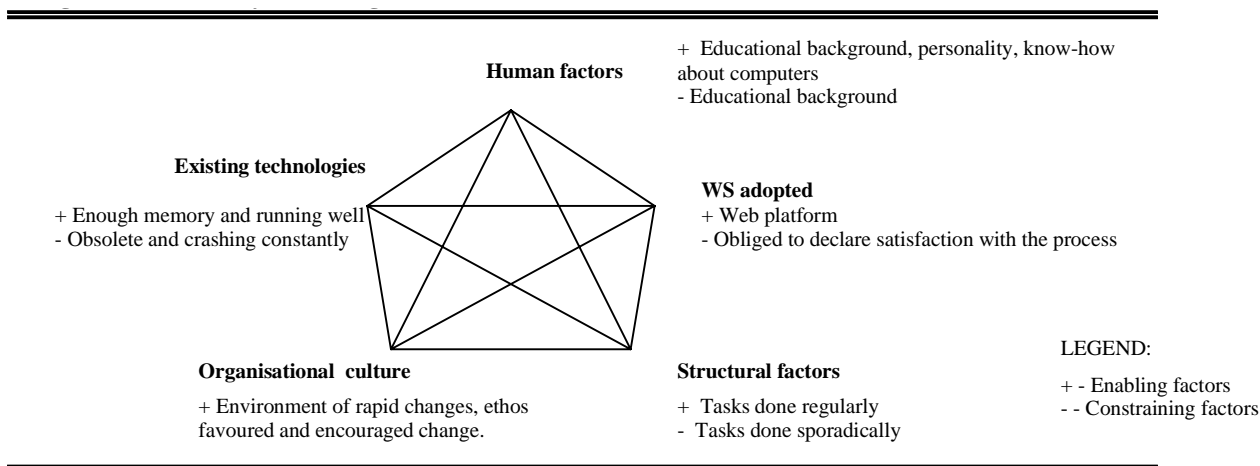 + Educational background, personality, know-how
about computers
- Educational background
Human factors
Existing technologies
+ Enough memory and running well
- Obsolete and crashing constantly
WS adopted
+ Web platform
- Obliged to declare satisfaction with the process
Organisational culture
+ Environment of rapid changes, ethos
favoured and encouraged change.
Structural factors
+ Tasks done regularly
- Tasks done sporadically
LEGEND:
+ - Enabling factors
- - Constraining factors